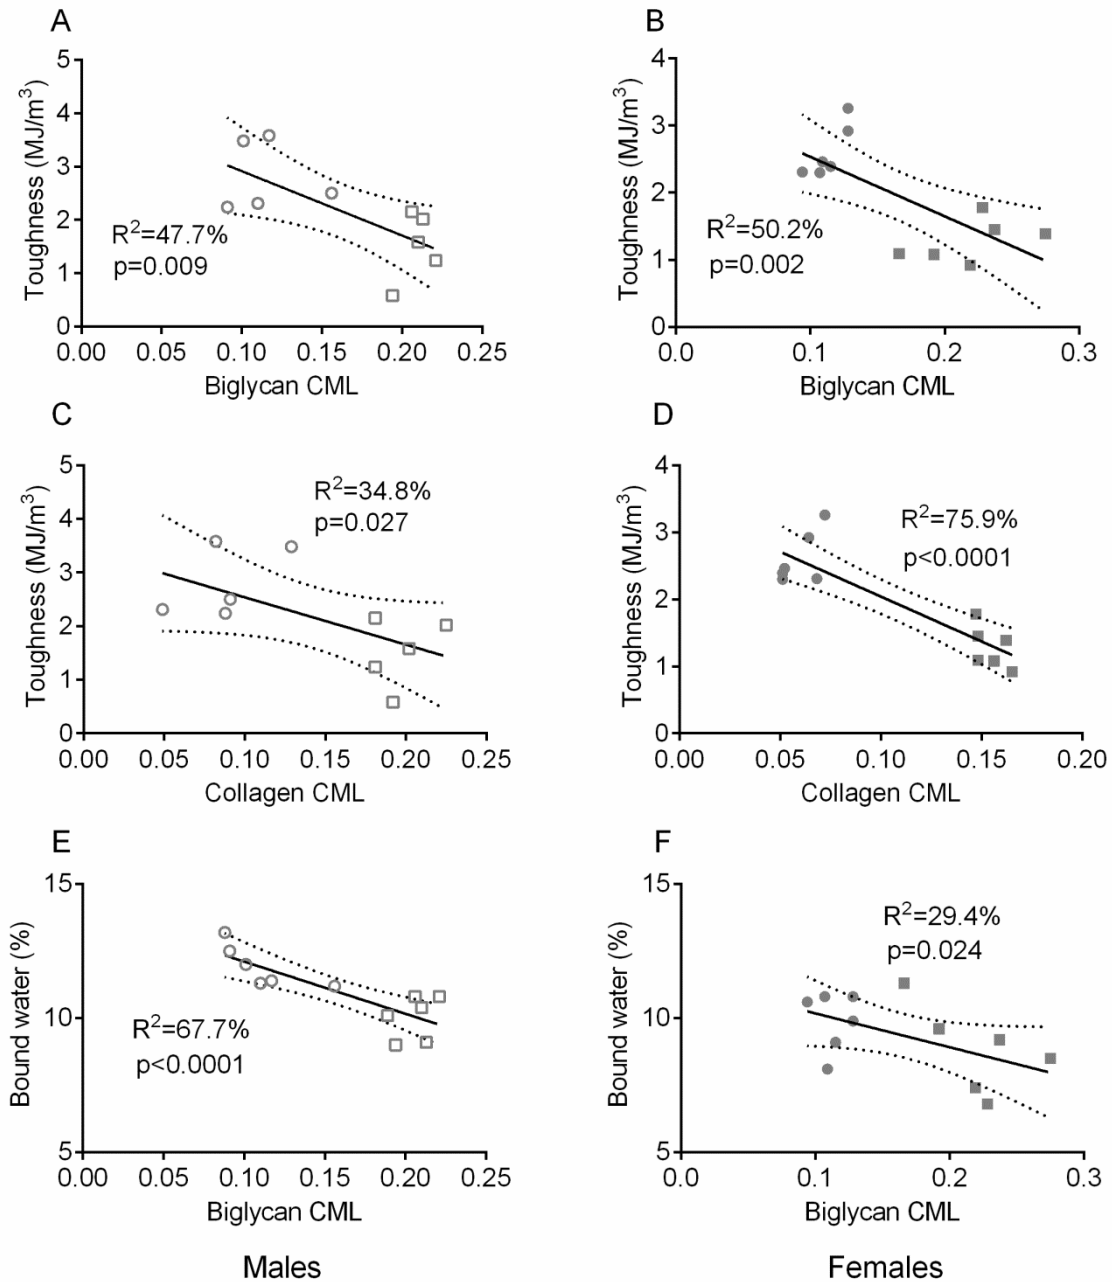 A
5
4
3
2
1
0
Toughness (MJ/m³)
R²=47.7%
p=0.009
0.00 0.05 0.10 0.15 0.20 0.25
Biglycan CML
B
4
3
2
1
0
Toughness (MJ/m³)
R²=50.2%
p=0.002
0.0 0.1 0.2 0.3
Biglycan CML
C
5
4
3
2
1
0
Toughness (MJ/m³)
R²=34.8%
p=0.027
0.00 0.05 0.10 0.15 0.20 0.25
Collagen CML
D
4
3
2
1
0
Toughness (MJ/m³)
R²=75.9%
p<0.0001
0.00 0.05 0.10 0.15 0.20
Collagen CML
E
15
10
5
Bound water (%)
R²=67.7%
p<0.0001
0.00 0.05 0.10 0.15 0.20 0.25
Biglycan CML
F
15
10
5
Bound water (%)
R²=29.4%
p=0.024
0.0 0.1 0.2 0.3
Biglycan CML
Males
Females